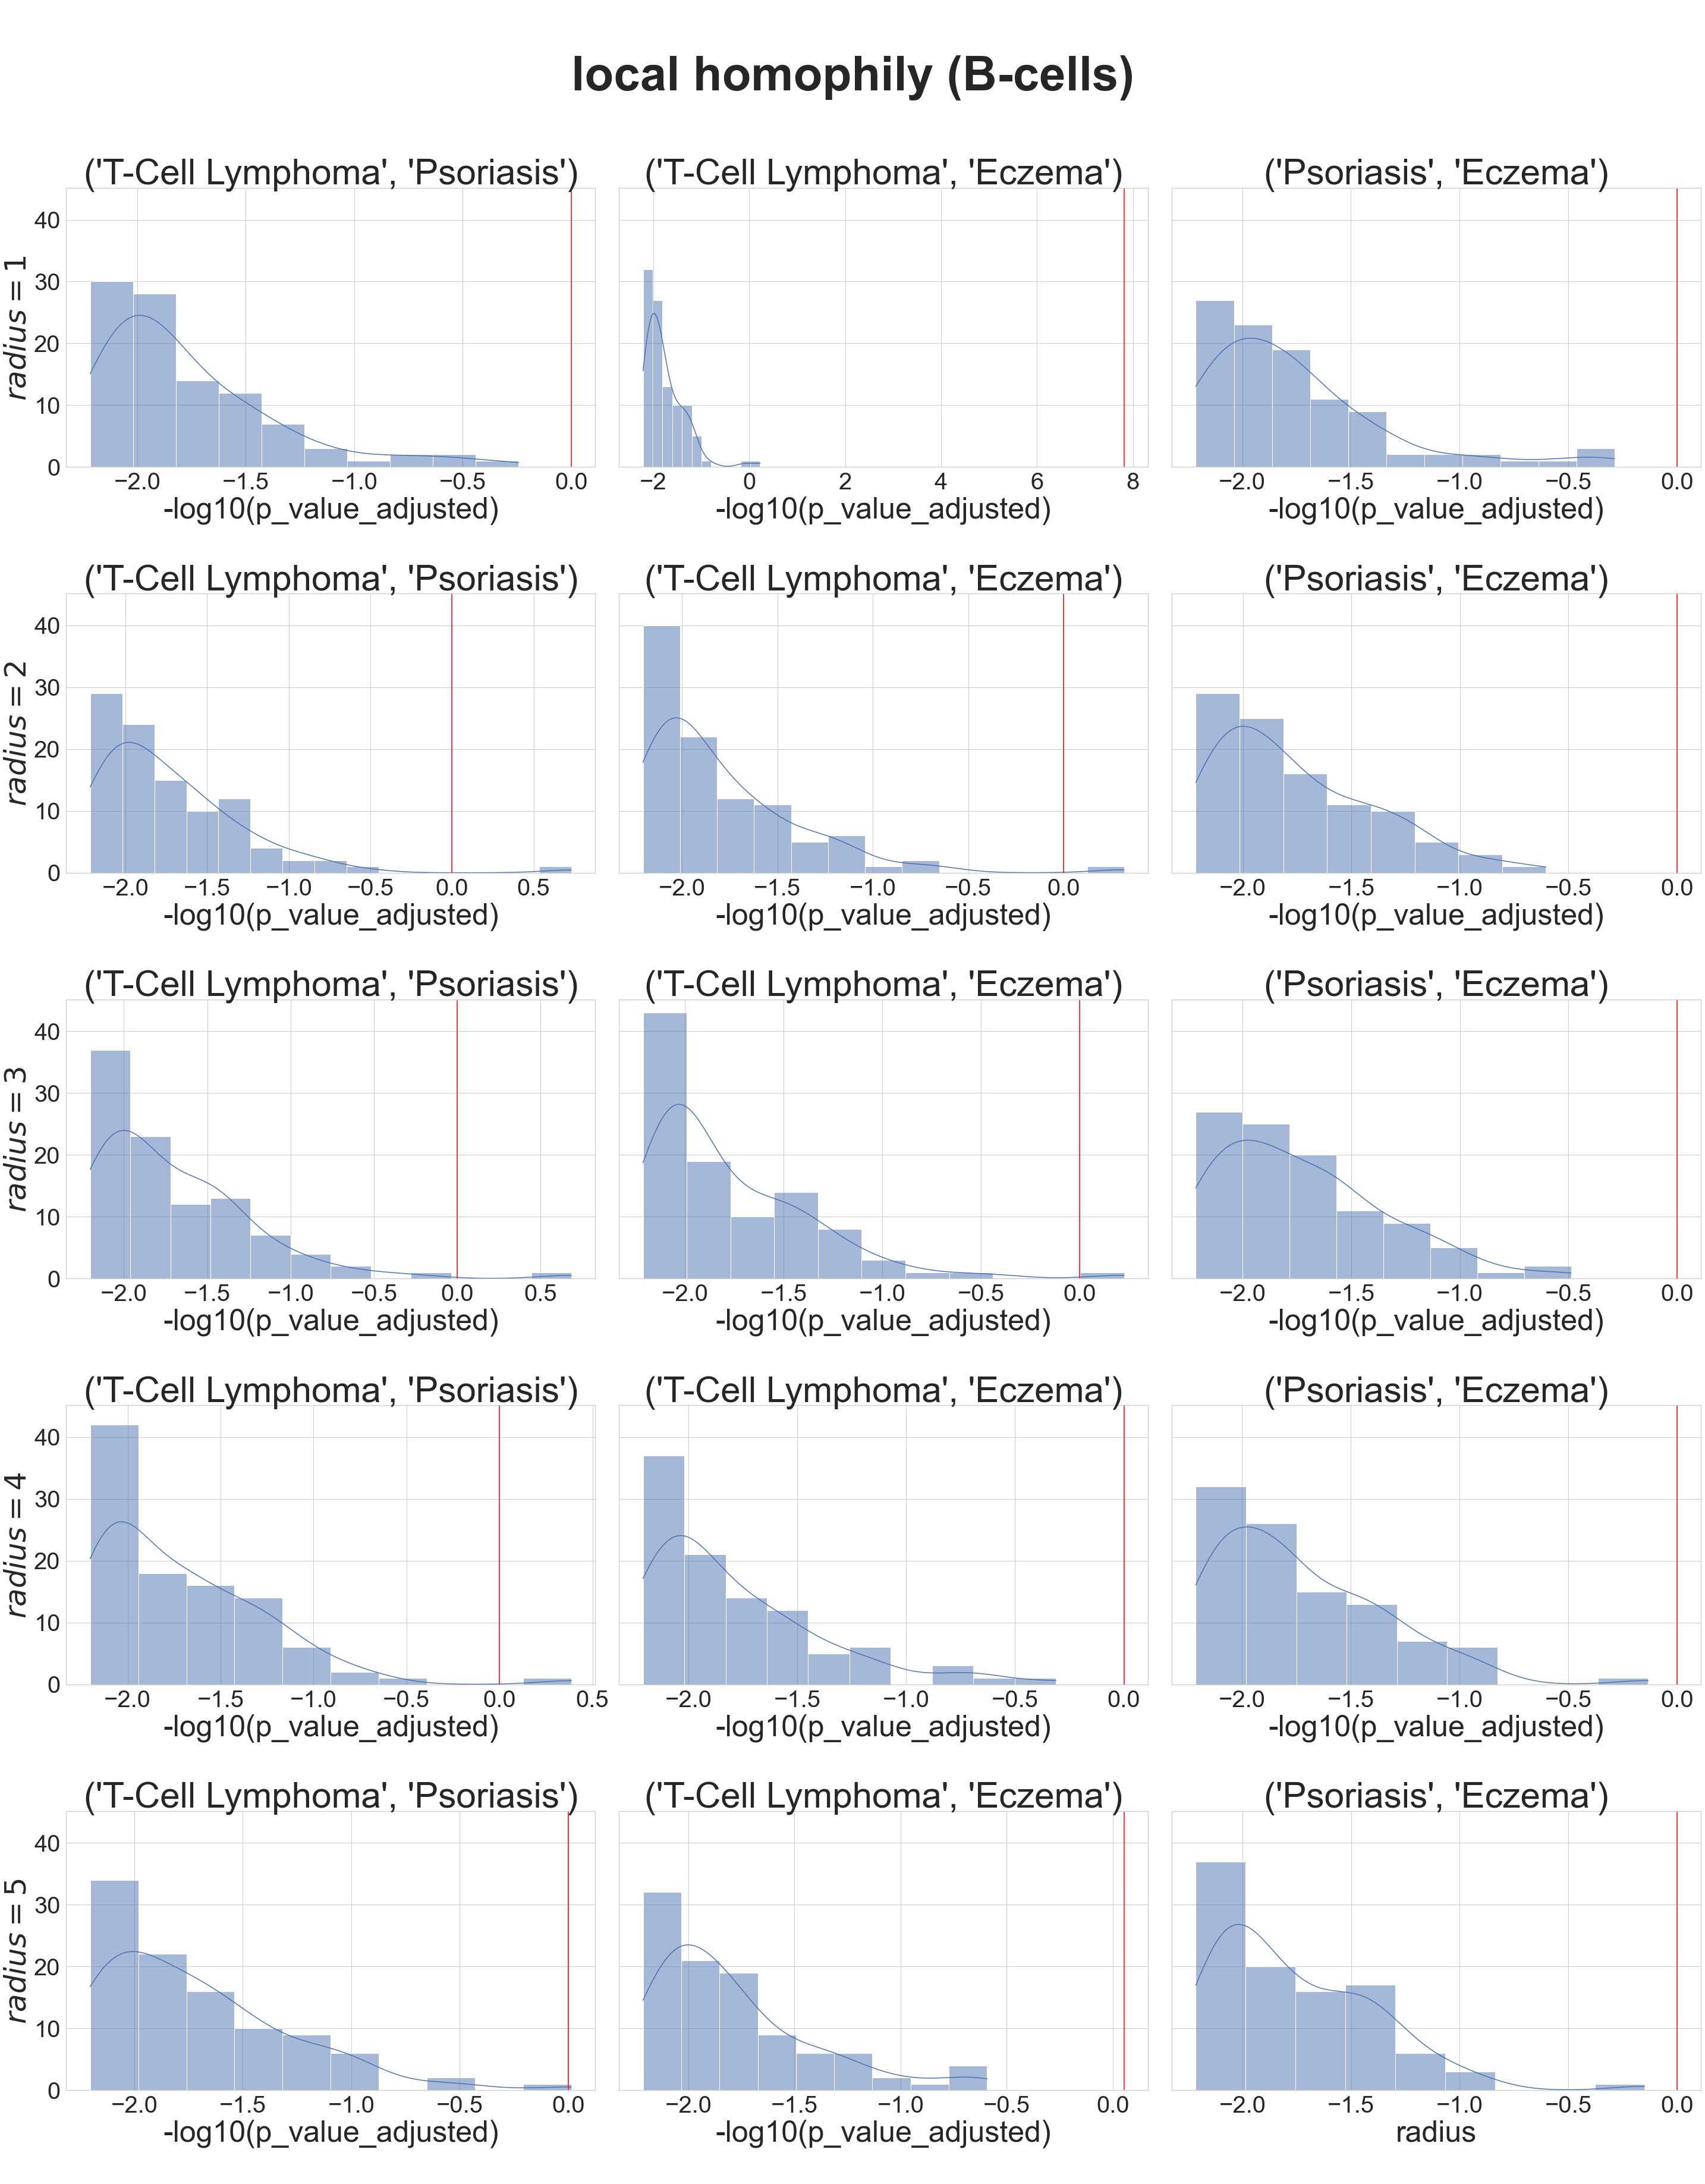 local homophily (B-cells)
('T-Cell Lymphoma', 'Psoriasis') ('T-Cell Lymphoma', 'Eczema') ('Psoriasis', 'Eczema')
radius = 1
40
30
20
10
0
−2.0 −1.5 −1.0 −0.5 0.0 −2 0 2 4 6 8 −2.0 −1.5 −1.0 −0.5 0.0
-log10(p_value_adjusted) -log10(p_value_adjusted) -log10(p_value_adjusted)
('T-Cell Lymphoma', 'Psoriasis') ('T-Cell Lymphoma', 'Eczema') ('Psoriasis', 'Eczema')
radius = 2
40
30
20
10
0
−2.0 −1.5 −1.0 −0.5 0.0 0.5 −2.0 −1.5 −1.0 −0.5 0.0 −2.0 −1.5 −1.0 −0.5 0.0
-log10(p_value_adjusted) -log10(p_value_adjusted) -log10(p_value_adjusted)
('T-Cell Lymphoma', 'Psoriasis') ('T-Cell Lymphoma', 'Eczema') ('Psoriasis', 'Eczema')
radius = 3
40
30
20
10
0
−2.0 −1.5 −1.0 −0.5 0.0 0.5 −2.0 −1.5 −1.0 −0.5 0.0 −2.0 −1.5 −1.0 −0.5 0.0
-log10(p_value_adjusted) -log10(p_value_adjusted) -log10(p_value_adjusted)
('T-Cell Lymphoma', 'Psoriasis') ('T-Cell Lymphoma', 'Eczema') ('Psoriasis', 'Eczema')
radius = 4
40
30
20
10
0
−2.0 −1.5 −1.0 −0.5 0.0 0.5 −2.0 −1.5 −1.0 −0.5 0.0 −2.0 −1.5 −1.0 −0.5 0.0
-log10(p_value_adjusted) -log10(p_value_adjusted) -log10(p_value_adjusted)
('T-Cell Lymphoma', 'Psoriasis') ('T-Cell Lymphoma', 'Eczema') ('Psoriasis', 'Eczema')
radius = 5
40
30
20
10
0
−2.0 −1.5 −1.0 −0.5 0.0 −2.0 −1.5 −1.0 −0.5 0.0 −2.0 −1.5 −1.0 −0.5 0.0
-log10(p_value_adjusted) -log10(p_value_adjusted) radius